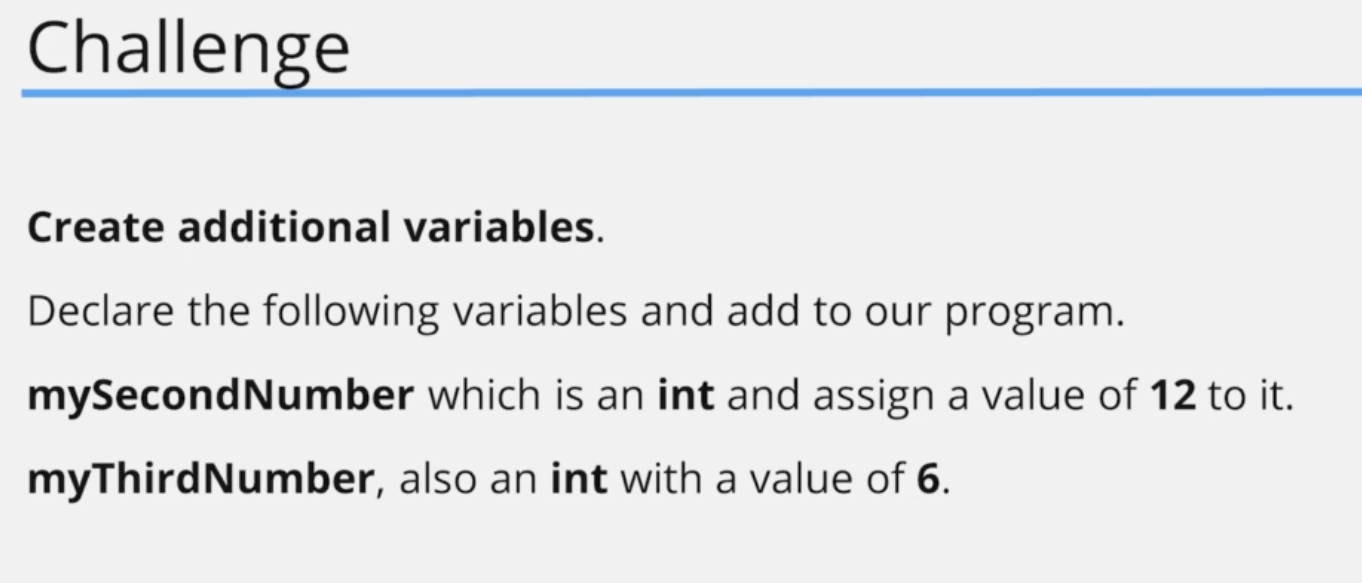 Challenge
Create additional variables.
Declare the following variables and add to our program.
mySecondNumber which is an int and assign a value of 12 to it.
myThirdNumber, also an int with a value of 6.